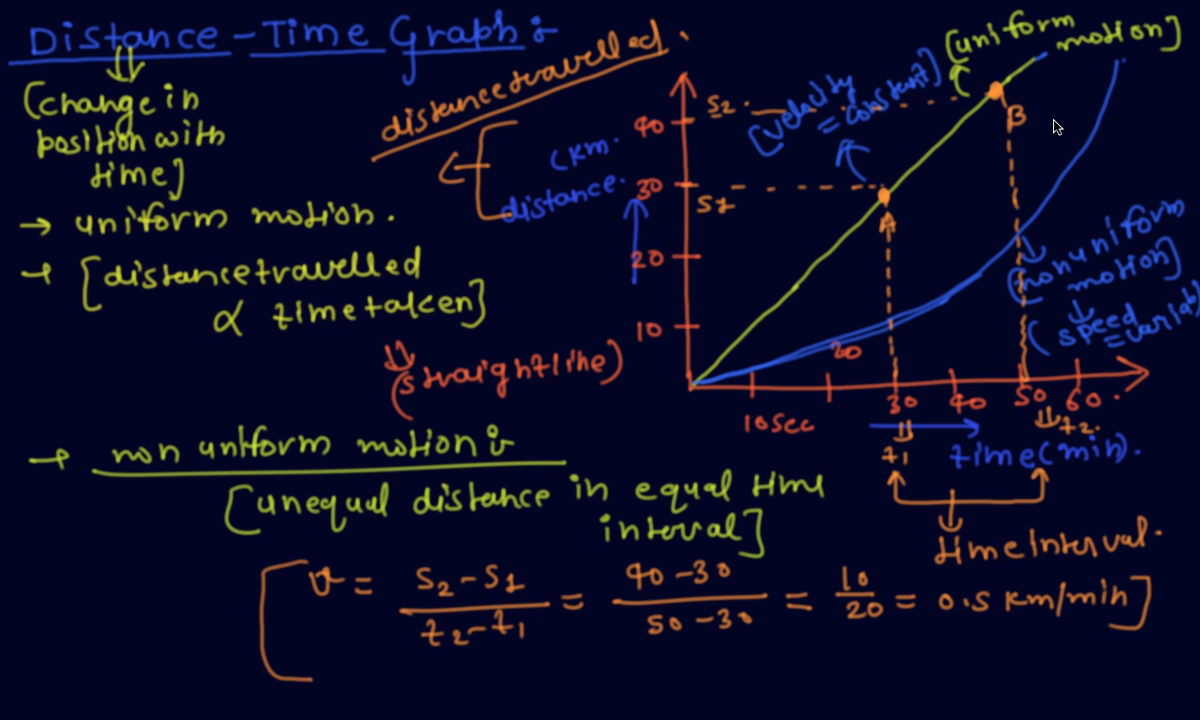 Distance - Time Graph :
[change in
position with
time]
→ uniform motion.
→ [distance travelled
∝ time taken]
⇓
(straight line)
→ non uniform motion :
[unequal distance in equal time
interval]
v = (s2 - s1)/(t2 - t1) = (40 - 30)/(50 - 30) = 10/20 = 0.5 km/min]
distance travelled.
(km.
distance.
40
30
20
10
s2.
s1
[velocity
= constant]
[uniform
motion]
A
B
[non uniform
motion]
(speed
= variab
20
10sec
30
40
50
60.
t1
t2.
time (min).
time interval.